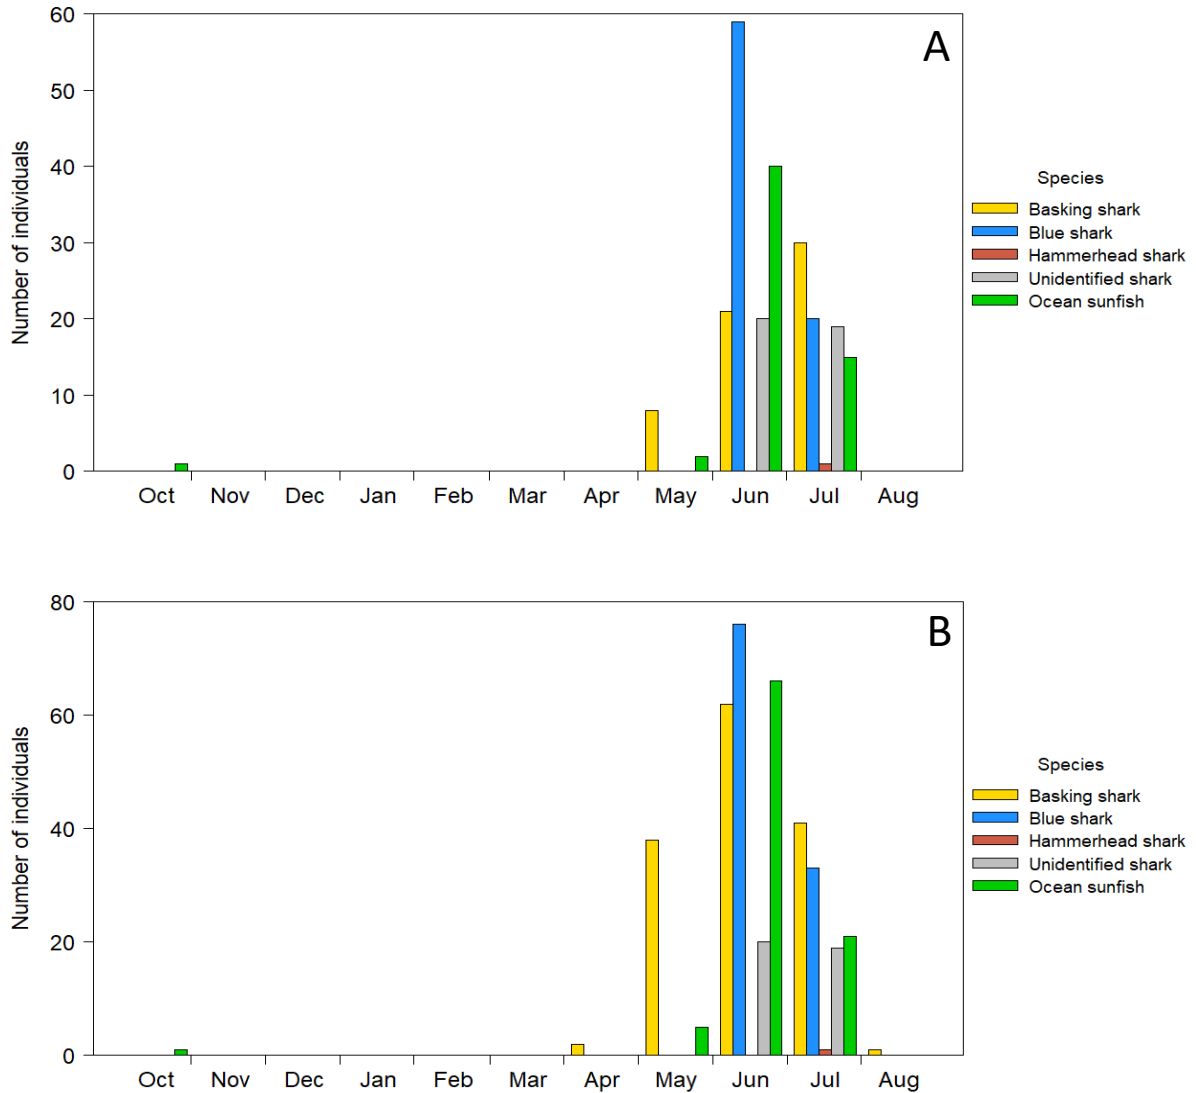 A
60
50
40
30
20
10
0
Number of individuals
Oct Nov Dec Jan Feb Mar Apr May Jun Jul Aug
Species
Basking shark
Blue shark
Hammerhead shark
Unidentified shark
Ocean sunfish
B
80
60
40
20
0
Number of individuals
Oct Nov Dec Jan Feb Mar Apr May Jun Jul Aug
Species
Basking shark
Blue shark
Hammerhead shark
Unidentified shark
Ocean sunfish